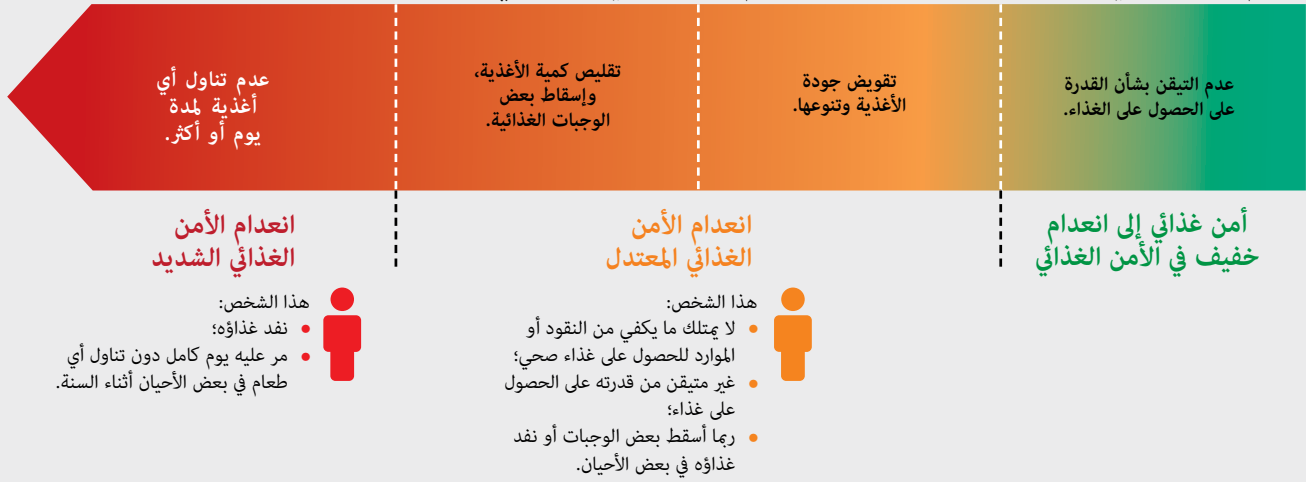 عدم التيقن بشأن القدرة
على الحصول على الغذاء.
تقويض جودة
الأغذية وتنوعها.
تقليص كمية الأغذية،
وإسقاط بعض
الوجبات الغذائية.
عدم تناول أي
أغذية لمدة
يوم أو أكثر.
أمن غذائي إلى انعدام
خفيف في الأمن الغذائي
انعدام الأمن
الغذائي المعتدل
هذا الشخص:
• لا يمتلك ما يكفي من النقود أو
الموارد للحصول على غذاء صحي؛
• غير متيقن من قدرته على الحصول
على غذاء؛
• ربما أسقط بعض الوجبات أو نفد
غذاؤه في بعض الأحيان.
انعدام الأمن
الغذائي الشديد
هذا الشخص:
• نفد غذاؤه؛
• مر عليه يوم كامل دون تناول أي
طعام في بعض الأحيان أثناء السنة.